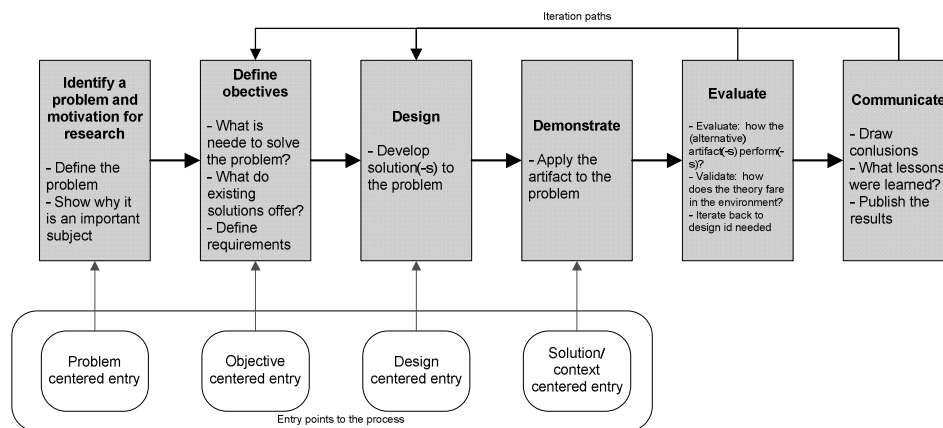 Iteration paths
Identify a
problem and
motivation for
research
- Define the
problem
- Show why it
is an important
subject
Define
obectives
- What is
neede to solve
the problem?
- What do
existing
solutions offer?
- Define
requirements
Design
- Develop
solution(-s) to
the problem
Demonstrate
- Apply the
artifact to the
problem
Evaluate
- Evaluate: how the
(alternative)
artifact(-s) perform(-
s)?
- Validate: how
does the theory fare
in the environment?
- Iterate back to
design id needed
Communicate
- Draw
conlusions
- What lessons
were learned?
- Publish the
results
Problem
centered entry
Objective
centered entry
Design
centered entry
Solution/
context
centered entry
Entry points to the process